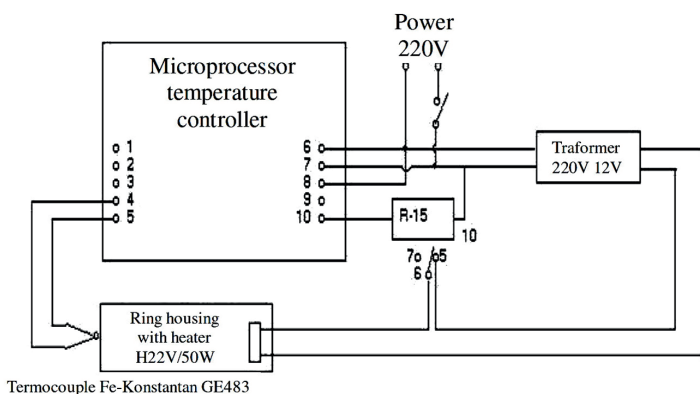 Power
220V
Microprocessor
temperature
controller
1
2
3
4
5
6
7
8
9
10
Traformer
220V 12V
R-15
10
7
5
6
Ring housing
with heater
H22V/50W
Termocouple Fe-Konstantan GE483